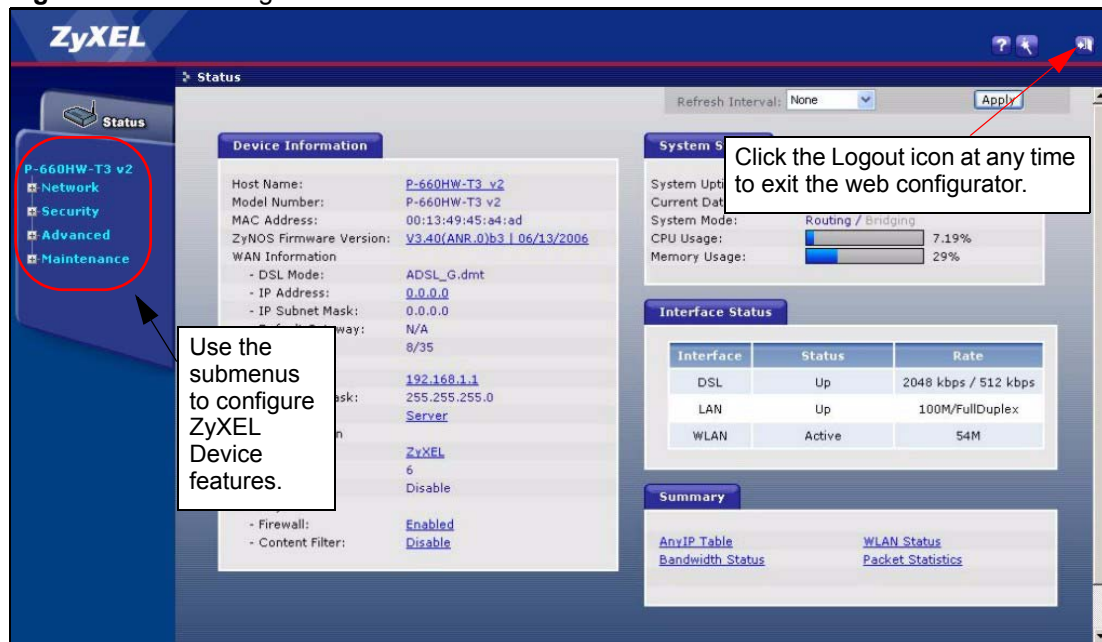 ZyXEL
Status
Refresh Interval: None Apply
Status
P-660HW-T3 v2
Network
Security
Advanced
Maintenance
Device Information
Host Name: P-660HW-T3 v2
Model Number: P-660HW-T3 v2
MAC Address: 00:13:49:45:a4:ad
ZyNOS Firmware Version: V3.40(ANR.0)b3 | 06/13/2006
WAN Information
- DSL Mode: ADSL_G.dmt
- IP Address: 0.0.0.0
- IP Subnet Mask: 0.0.0.0
N/A
8/35
192.168.1.1
255.255.255.0
Server
ZyXEL
6
Disable
- Firewall: Enabled
- Content Filter: Disable
Use the
submenus
to configure
ZyXEL
Device
features.
Click the Logout icon at any time
to exit the web configurator.
System
System Mode: Routing / Bridging
CPU Usage: 7.19%
Memory Usage: 29%
Interface Status
Interface Status Rate
DSL Up 2048 kbps / 512 kbps
LAN Up 100M/FullDuplex
WLAN Active 54M
Summary
AnyIP Table WLAN Status
Bandwidth Status Packet Statistics